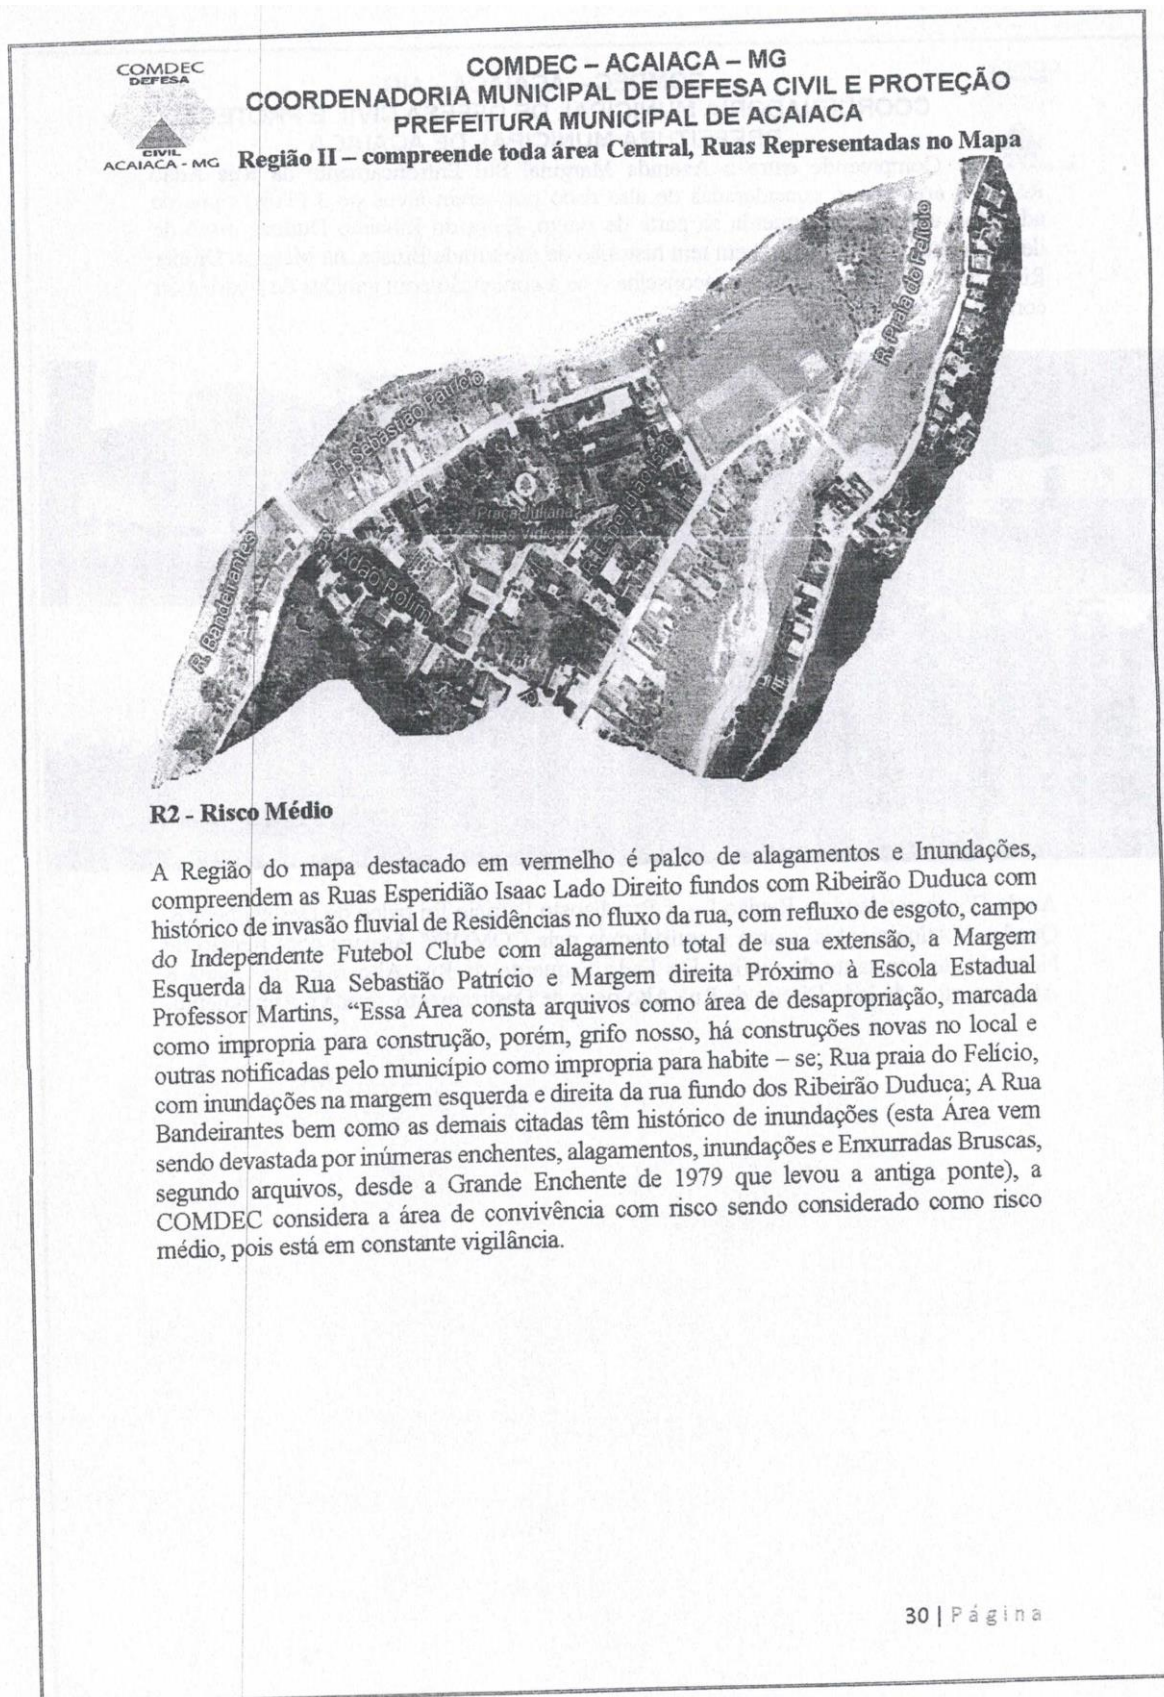 COMDEC
DEFESA
CIVIL
ACAIACA - MG
COMDEC – ACAIACA – MG
COORDENADORIA MUNICIPAL DE DEFESA CIVIL E PROTEÇÃO
PREFEITURA MUNICIPAL DE ACAIACA
Região II – compreende toda área Central, Ruas Representadas no Mapa
R. Praia do Felício
R. Sebastião Patrício
R. Esperidião Isac
Praça Juliana
Elias Vidigal
R. Adão Rolim
R. Bandeirantes
R2 - Risco Médio
A Região do mapa destacado em vermelho é palco de alagamentos e Inundações,
compreendem as Ruas Esperidião Isaac Lado Direito fundos com Ribeirão Duduca com
histórico de invasão fluvial de Residências no fluxo da rua, com refluxo de esgoto, campo
do Independente Futebol Clube com alagamento total de sua extensão, a Margem
Esquerda da Rua Sebastião Patrício e Margem direita Próximo à Escola Estadual
Professor Martins, “Essa Área consta arquivos como área de desapropriação, marcada
como impropria para construção, porém, grifo nosso, há construções novas no local e
outras notificadas pelo município como impropria para habite – se; Rua praia do Felício,
com inundações na margem esquerda e direita da rua fundo dos Ribeirão Duduca; A Rua
Bandeirantes bem como as demais citadas têm histórico de inundações (esta Área vem
sendo devastada por inúmeras enchentes, alagamentos, inundações e Enxurradas Bruscas,
segundo arquivos, desde a Grande Enchente de 1979 que levou a antiga ponte), a
COMDEC considera a área de convivência com risco sendo considerado como risco
médio, pois está em constante vigilância.
30 | Página